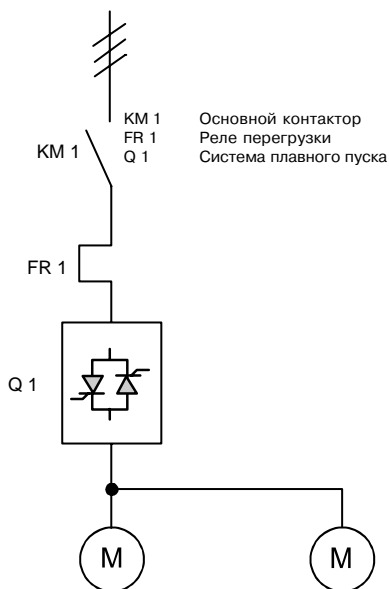 KM 1 Основной контактор
FR 1 Реле перегрузки
Q 1 Система плавного пуска
KM 1
FR 1
Q 1
M M